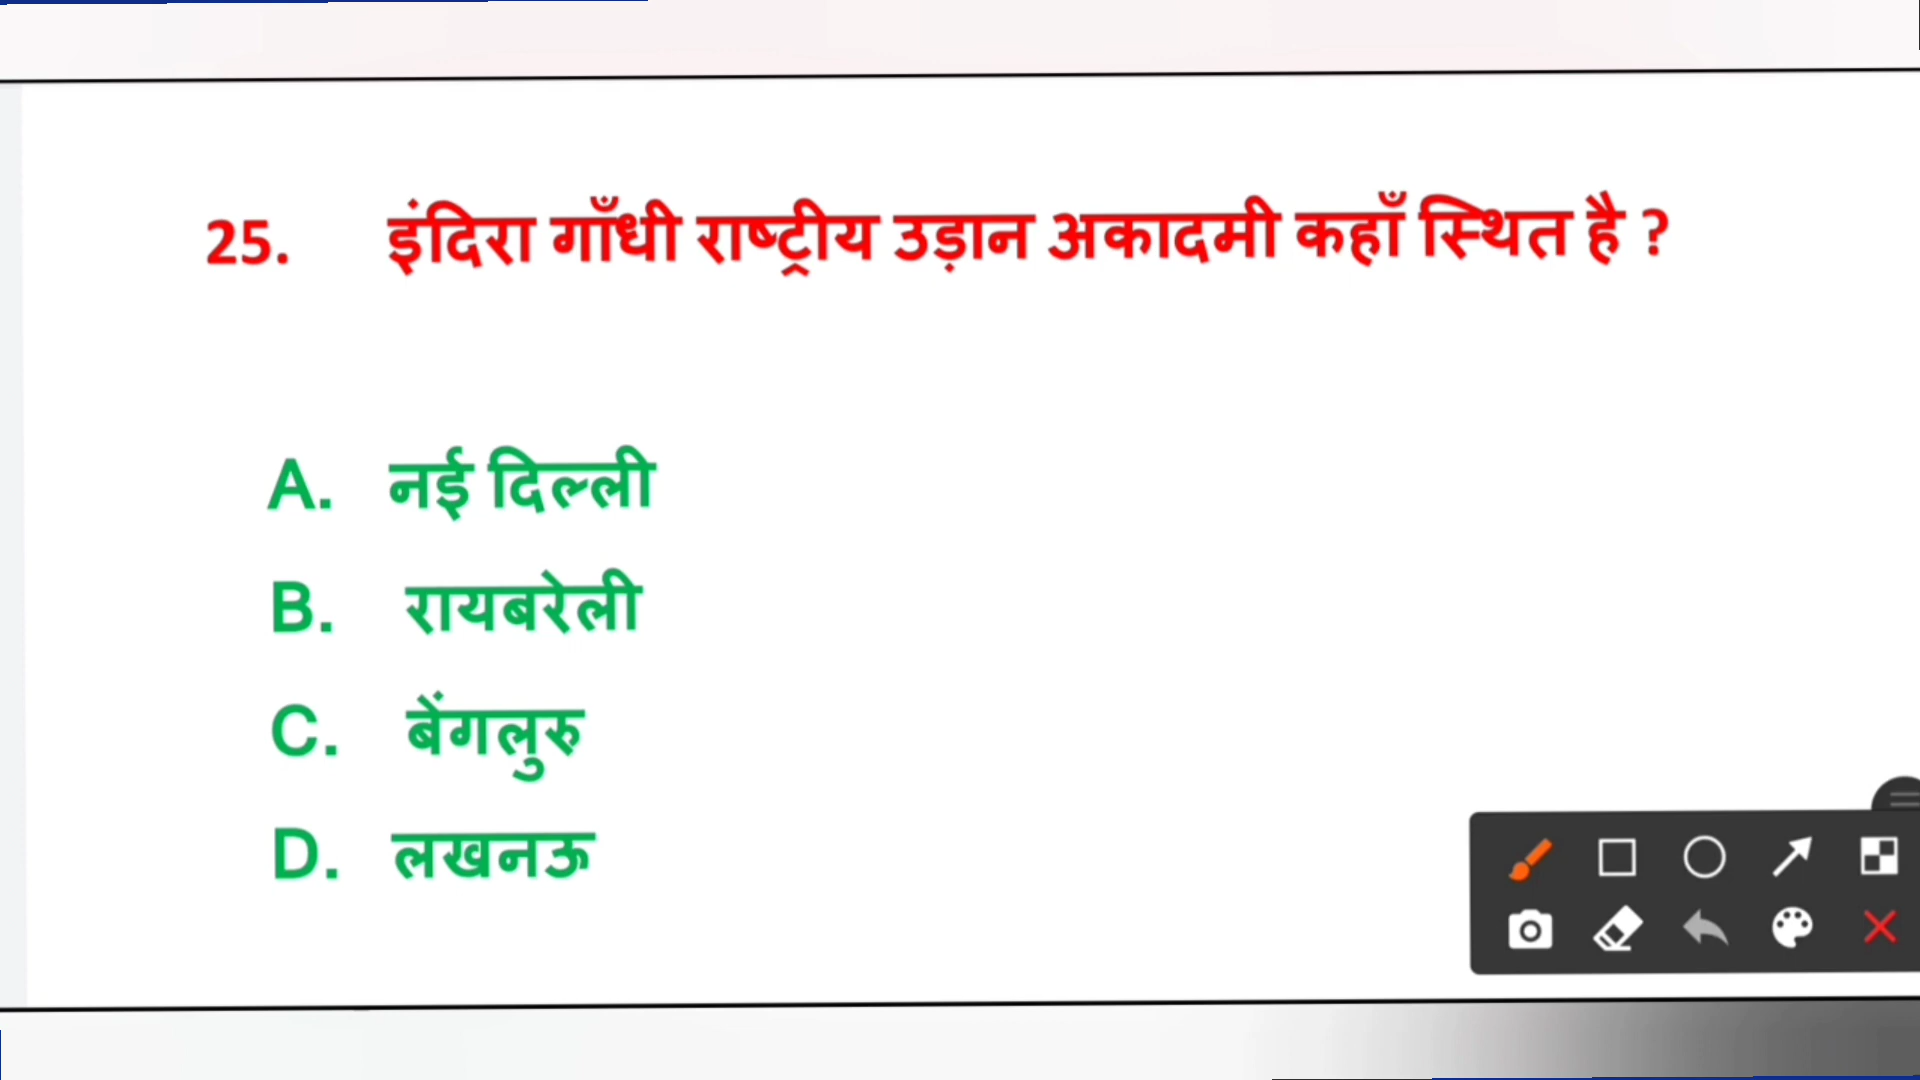 25. इंदिरा गाँधी राष्ट्रीय उड़ान अकादमी कहाँ स्थित है ?
A. नई दिल्ली
B. रायबरेली
C. बेंगलुरु
D. लखनऊ